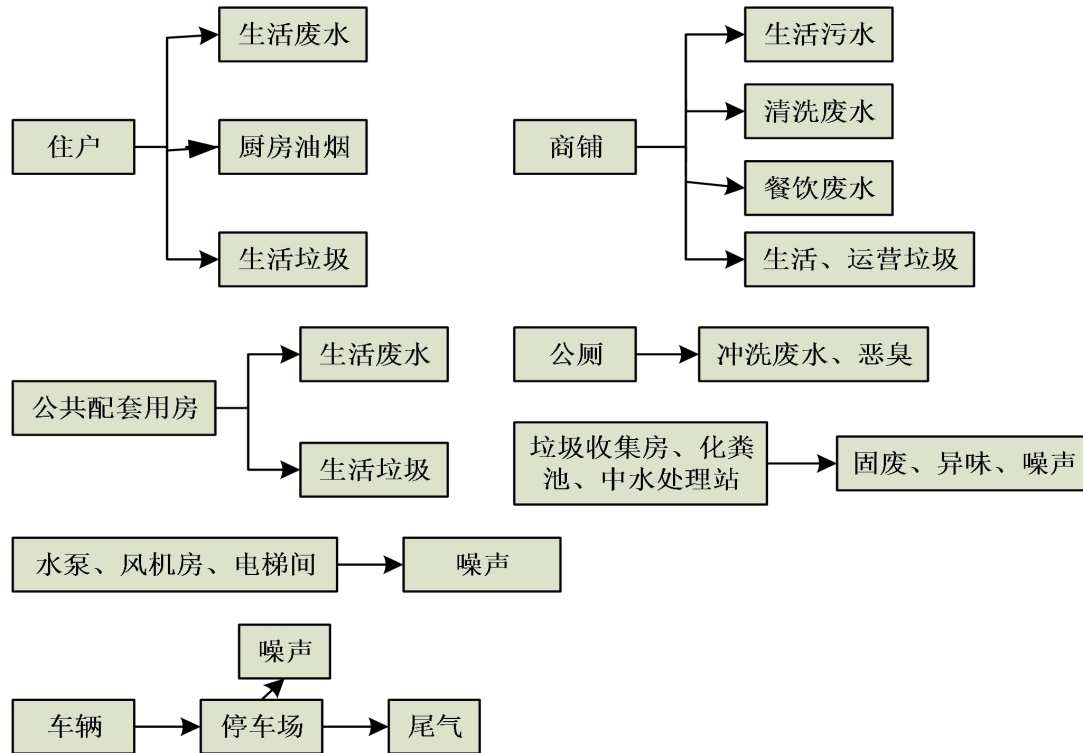 生活废水
住户
厨房油烟
生活垃圾
生活污水
清洗废水
商铺
餐饮废水
生活、运营垃圾
生活废水
公共配套用房
生活垃圾
公厕
冲洗废水、恶臭
垃圾收集房、化粪
池、中水处理站
固废、异味、噪声
水泵、风机房、电梯间
噪声
噪声
车辆
停车场
尾气